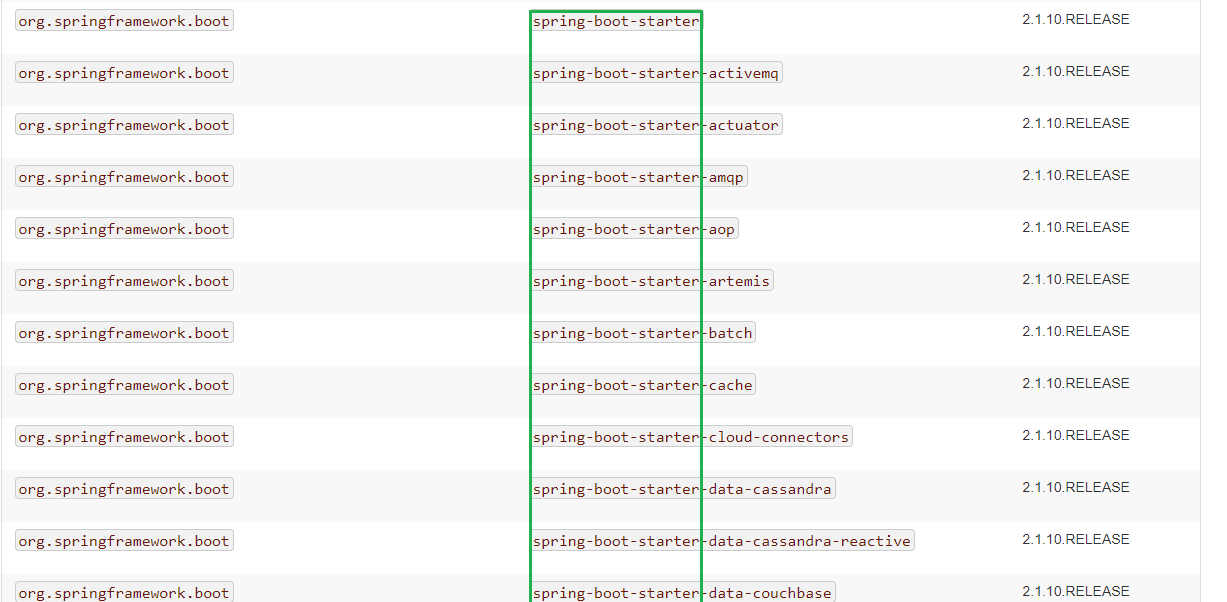 org.springframework.boot spring-boot-starter 2.1.10.RELEASE
org.springframework.boot spring-boot-starter-activemq 2.1.10.RELEASE
org.springframework.boot spring-boot-starter-actuator 2.1.10.RELEASE
org.springframework.boot spring-boot-starter-amqp 2.1.10.RELEASE
org.springframework.boot spring-boot-starter-aop 2.1.10.RELEASE
org.springframework.boot spring-boot-starter-artemis 2.1.10.RELEASE
org.springframework.boot spring-boot-starter-batch 2.1.10.RELEASE
org.springframework.boot spring-boot-starter-cache 2.1.10.RELEASE
org.springframework.boot spring-boot-starter-cloud-connectors 2.1.10.RELEASE
org.springframework.boot spring-boot-starter-data-cassandra 2.1.10.RELEASE
org.springframework.boot spring-boot-starter-data-cassandra-reactive 2.1.10.RELEASE
org.springframework.boot spring-boot-starter-data-couchbase 2.1.10.RELEASE